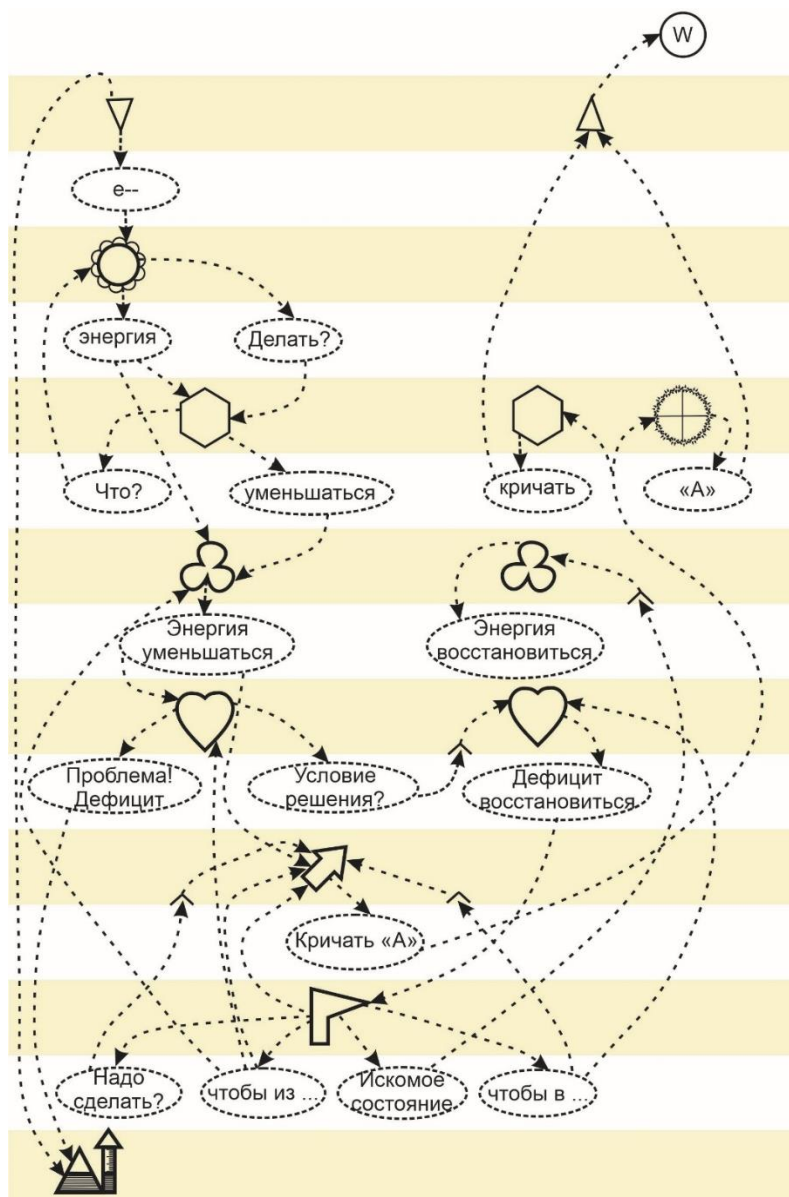 W
e--
энергия
Делать?
Что?
уменьшаться
кричать
«А»
Энергия
уменьшаться
Энергия
восстановиться
Проблема!
Дефицит
Условие
решения?
Дефицит
восстановиться
Кричать «А»
Надо
сделать?
чтобы из ...
Искомое
состояние
чтобы в ...